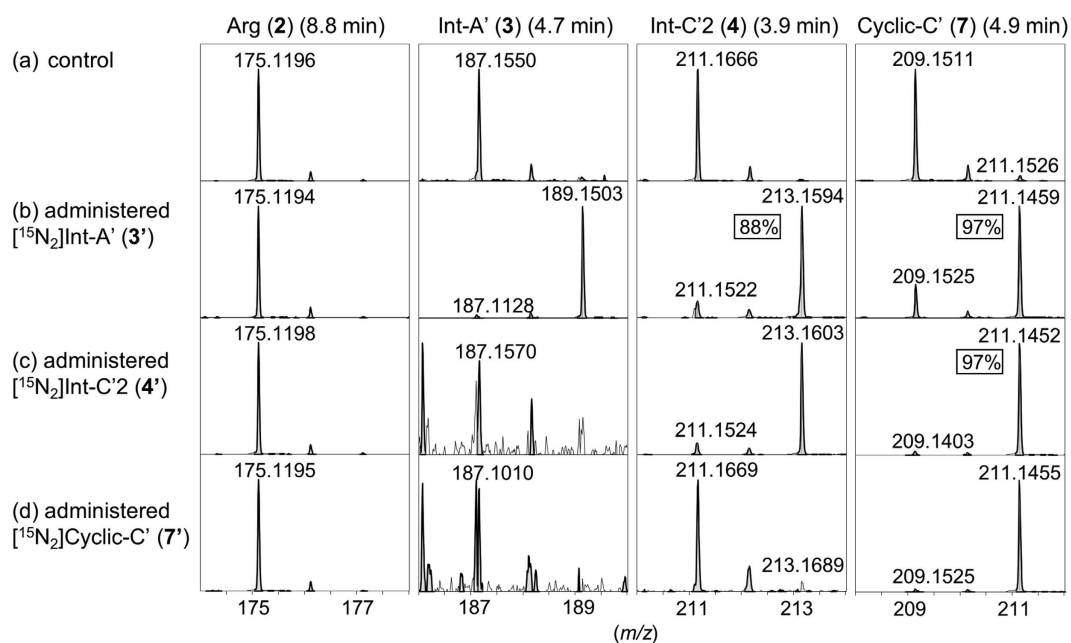 Arg (2) (8.8 min) Int-A' (3) (4.7 min) Int-C'2 (4) (3.9 min) Cyclic-C' (7) (4.9 min)
(a) control
175.1196 187.1550 211.1666 209.1511
211.1526
(b) administered
[¹⁵N₂]Int-A' (3')
175.1194 189.1503 213.1594 211.1459
88% 97%
187.1128 211.1522 209.1525
(c) administered
[¹⁵N₂]Int-C'2 (4')
175.1198 187.1570 213.1603 211.1452
97%
211.1524 209.1403
(d) administered
[¹⁵N₂]Cyclic-C' (7')
175.1195 187.1010 211.1669 211.1455
213.1689 209.1525
175 177 187 189 211 213 209 211
(m/z)